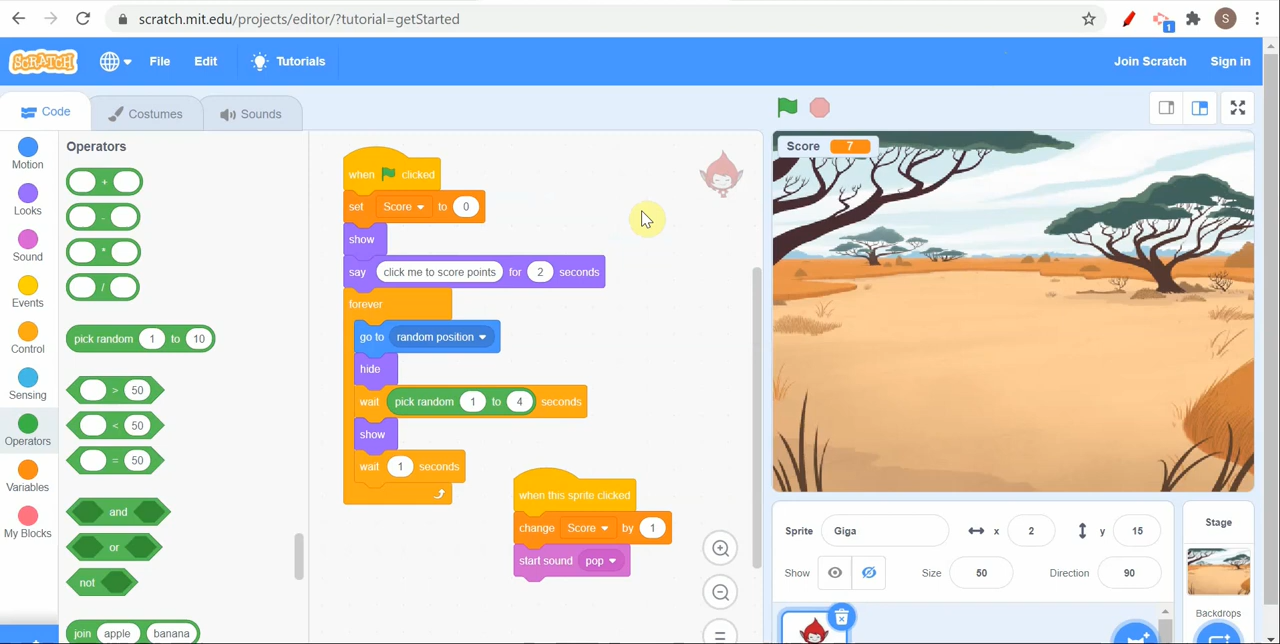 scratch.mit.edu/projects/editor/?tutorial=getStarted
1
S
SCRATCH
File
Edit
Tutorials
Join Scratch
Sign in
Code
Costumes
Sounds
Motion
Looks
Sound
Events
Control
Sensing
Operators
Variables
My Blocks
Operators
+
-
*
/
pick random 1 to 10
> 50
< 50
= 50
and
or
not
join apple banana
when clicked
set Score to 0
show
say click me to score points for 2 seconds
forever
go to random position
hide
wait pick random 1 to 4 seconds
show
wait 1 seconds
when this sprite clicked
change Score by 1
start sound pop
Score 7
Sprite Giga x 2 y 15
Show Size 50 Direction 90
Stage
Backdrops